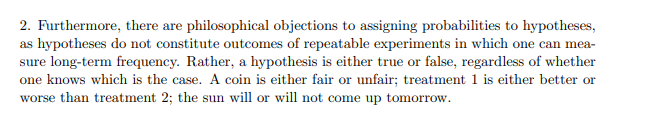 2. Furthermore, there are philosophical objections to assigning probabilities to hypotheses,
as hypotheses do not constitute outcomes of repeatable experiments in which one can mea-
sure long-term frequency. Rather, a hypothesis is either true or false, regardless of whether
one knows which is the case. A coin is either fair or unfair; treatment 1 is either better or
worse than treatment 2; the sun will or will not come up tomorrow.